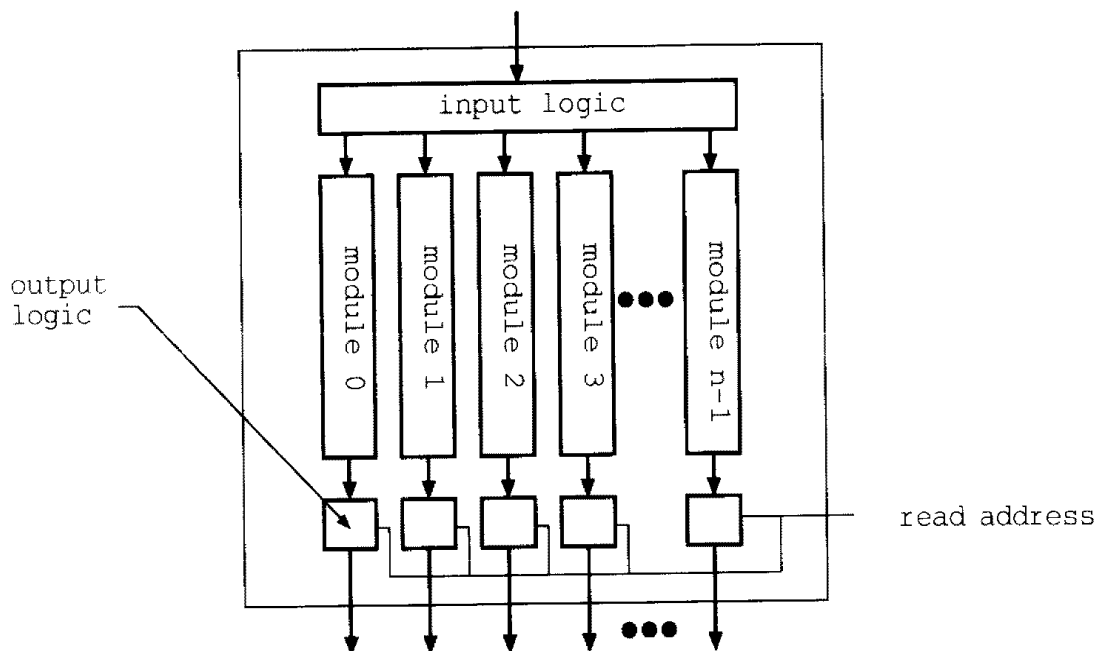 input logic
module 0
module 1
module 2
module 3
module n-1
output
logic
read address